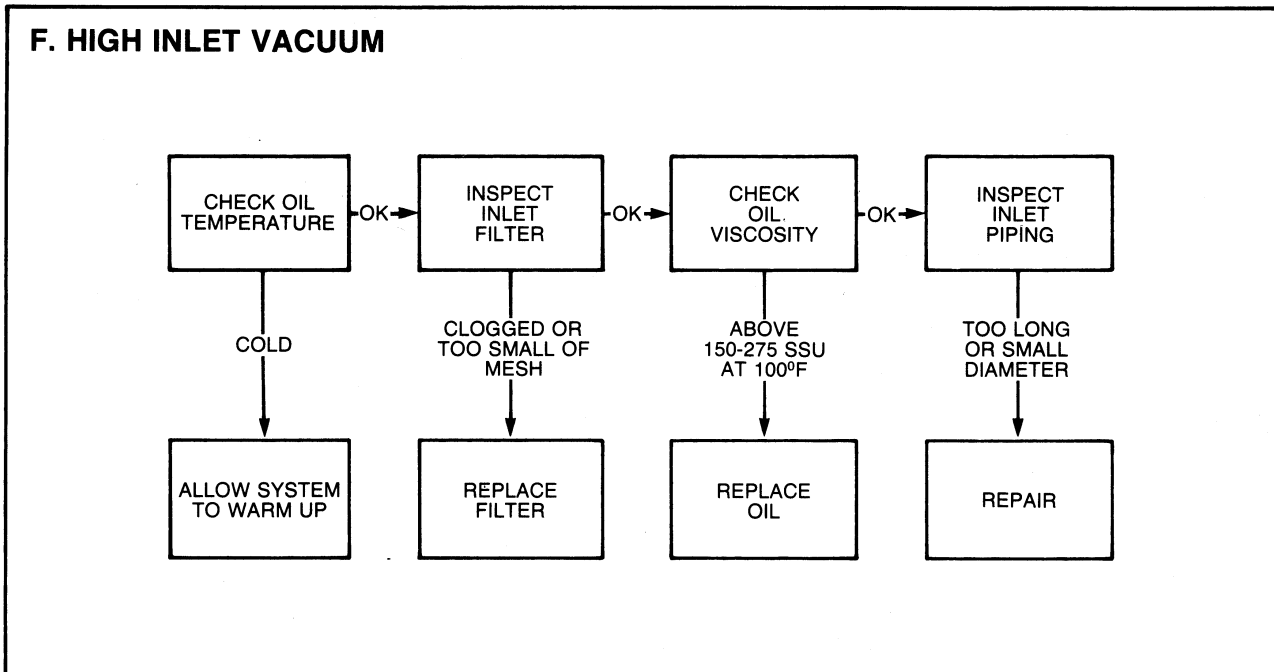 F. HIGH INLET VACUUM
CHECK OIL
TEMPERATURE
OK
INSPECT
INLET
FILTER
OK
CHECK
OIL.
VISCOSITY
OK
INSPECT
INLET
PIPING
COLD
CLOGGED OR
TOO SMALL OF
MESH
ABOVE
150-275 SSU
AT 100ºF
TOO LONG
OR SMALL
DIAMETER
ALLOW SYSTEM
TO WARM UP
REPLACE
FILTER
REPLACE
OIL
REPAIR